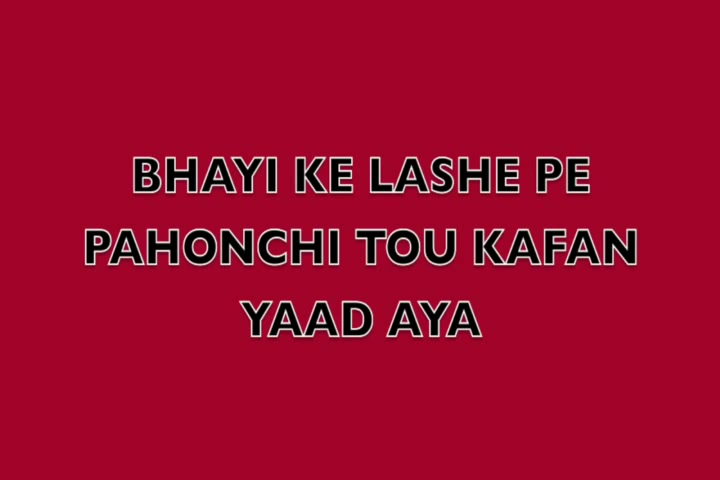 BHAYI KE LASHE PE
PAHONCHI TOU KAFAN
YAAD AYA